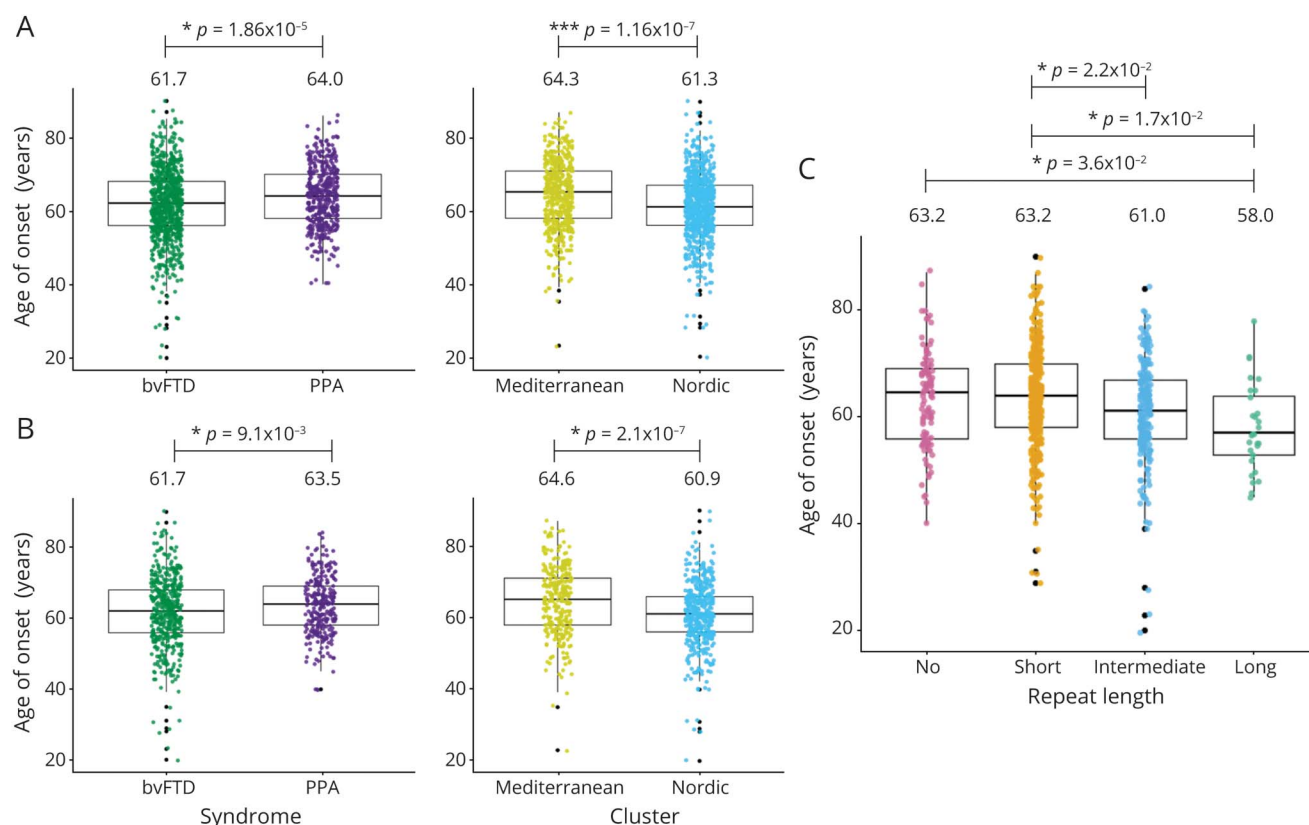 A
* p = 1.86x10⁻⁵
61.7 64.0
Age of onset (years)
80
60
40
20
bvFTD PPA
*** p = 1.16x10⁻⁷
64.3 61.3
80
60
40
20
Mediterranean Nordic
B
* p = 9.1x10⁻³
61.7 63.5
Age of onset (years)
80
60
40
20
bvFTD PPA
Syndrome
* p = 2.1x10⁻⁷
64.6 60.9
80
60
40
20
Mediterranean Nordic
Cluster
C
* p = 2.2x10⁻²
* p = 1.7x10⁻²
* p = 3.6x10⁻²
63.2 63.2 61.0 58.0
Age of onset (years)
80
60
40
20
No Short Intermediate Long
Repeat length